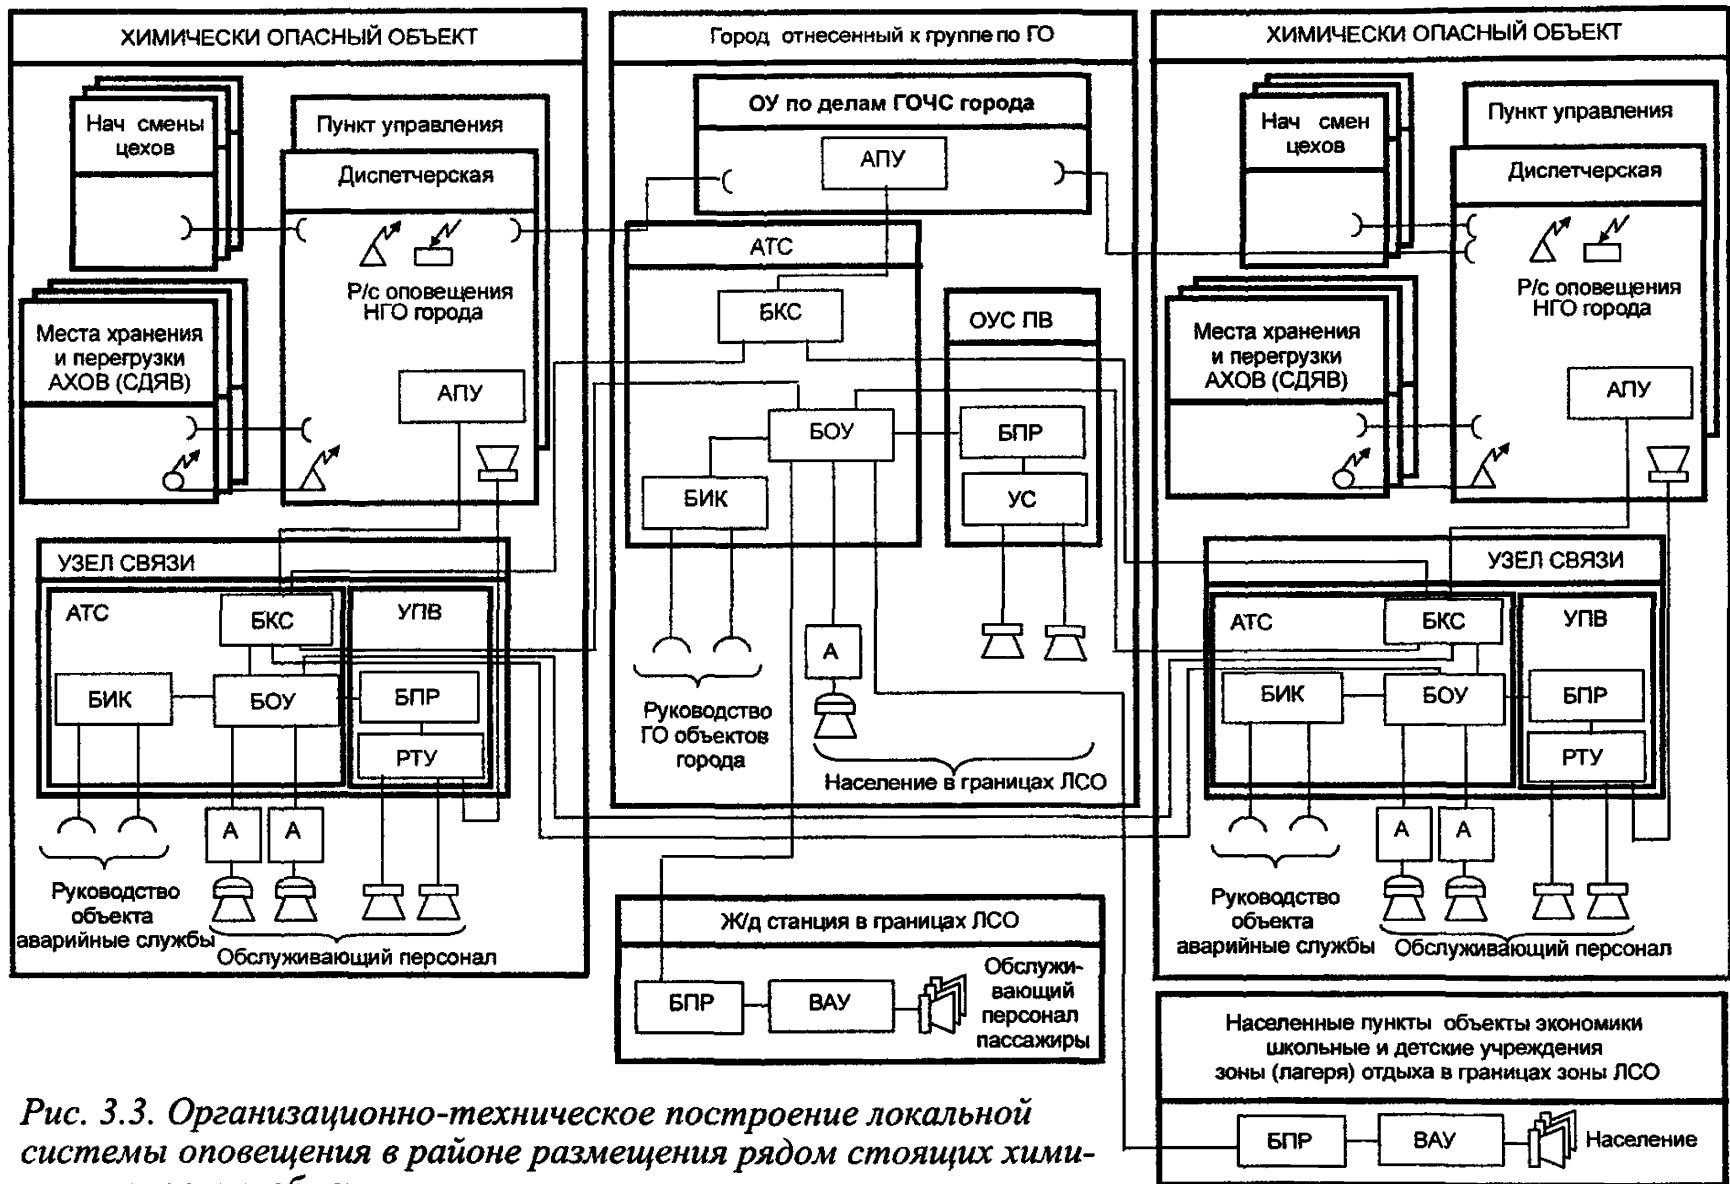 ХИМИЧЕСКИ ОПАСНЫЙ ОБЪЕКТ
Нач смены
цехов
Пункт управления
Диспетчерская
Р/с оповещения
НГО города
Места хранения
и перегрузки
АХОВ (СДЯВ)
АПУ
УЗЕЛ СВЯЗИ
АТС
БКС
УПВ
БИК
БОУ
БПР
РТУ
А
А
Руководство
объекта
аварийные службы
Обслуживающий персонал
Город отнесенный к группе по ГО
ОУ по делам ГОЧС города
АПУ
АТС
БКС
ОУС ПВ
БОУ
БПР
БИК
УС
А
Руководство
ГО объектов
города
Население в границах ЛСО
Ж/д станция в границах ЛСО
БПР
ВАУ
Обслужи-
вающий
персонал
пассажиры
ХИМИЧЕСКИ ОПАСНЫЙ ОБЪЕКТ
Нач смен
цехов
Пункт управления
Диспетчерская
Р/с оповещения
НГО города
Места хранения
и перегрузки
АХОВ (СДЯВ)
АПУ
УЗЕЛ СВЯЗИ
АТС
БКС
УПВ
БИК
БОУ
БПР
РТУ
А
А
Руководство
объекта
аварийные службы
Обслуживающий персонал
Населенные пункты объекты экономики
школьные и детские учреждения
зоны (лагеря) отдыха в границах зоны ЛСО
БПР
ВАУ
Население
Рис. 3.3. Организационно-техническое построение локальной
системы оповещения в районе размещения рядом стоящих хими-